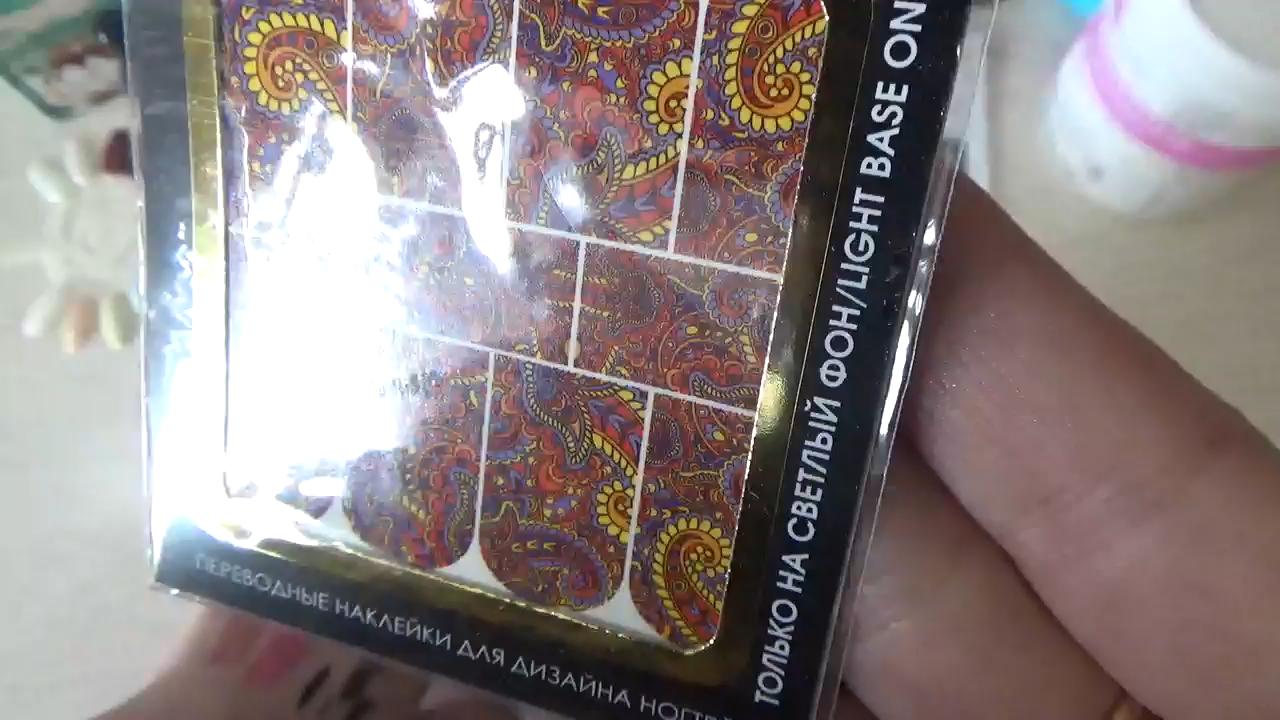 ТОЛЬКО НА СВЕТЛЫЙ ФОН/LIGHT BASE ON
ПЕРЕВОДНЫЕ НАКЛЕЙКИ ДЛЯ ДИЗАЙНА